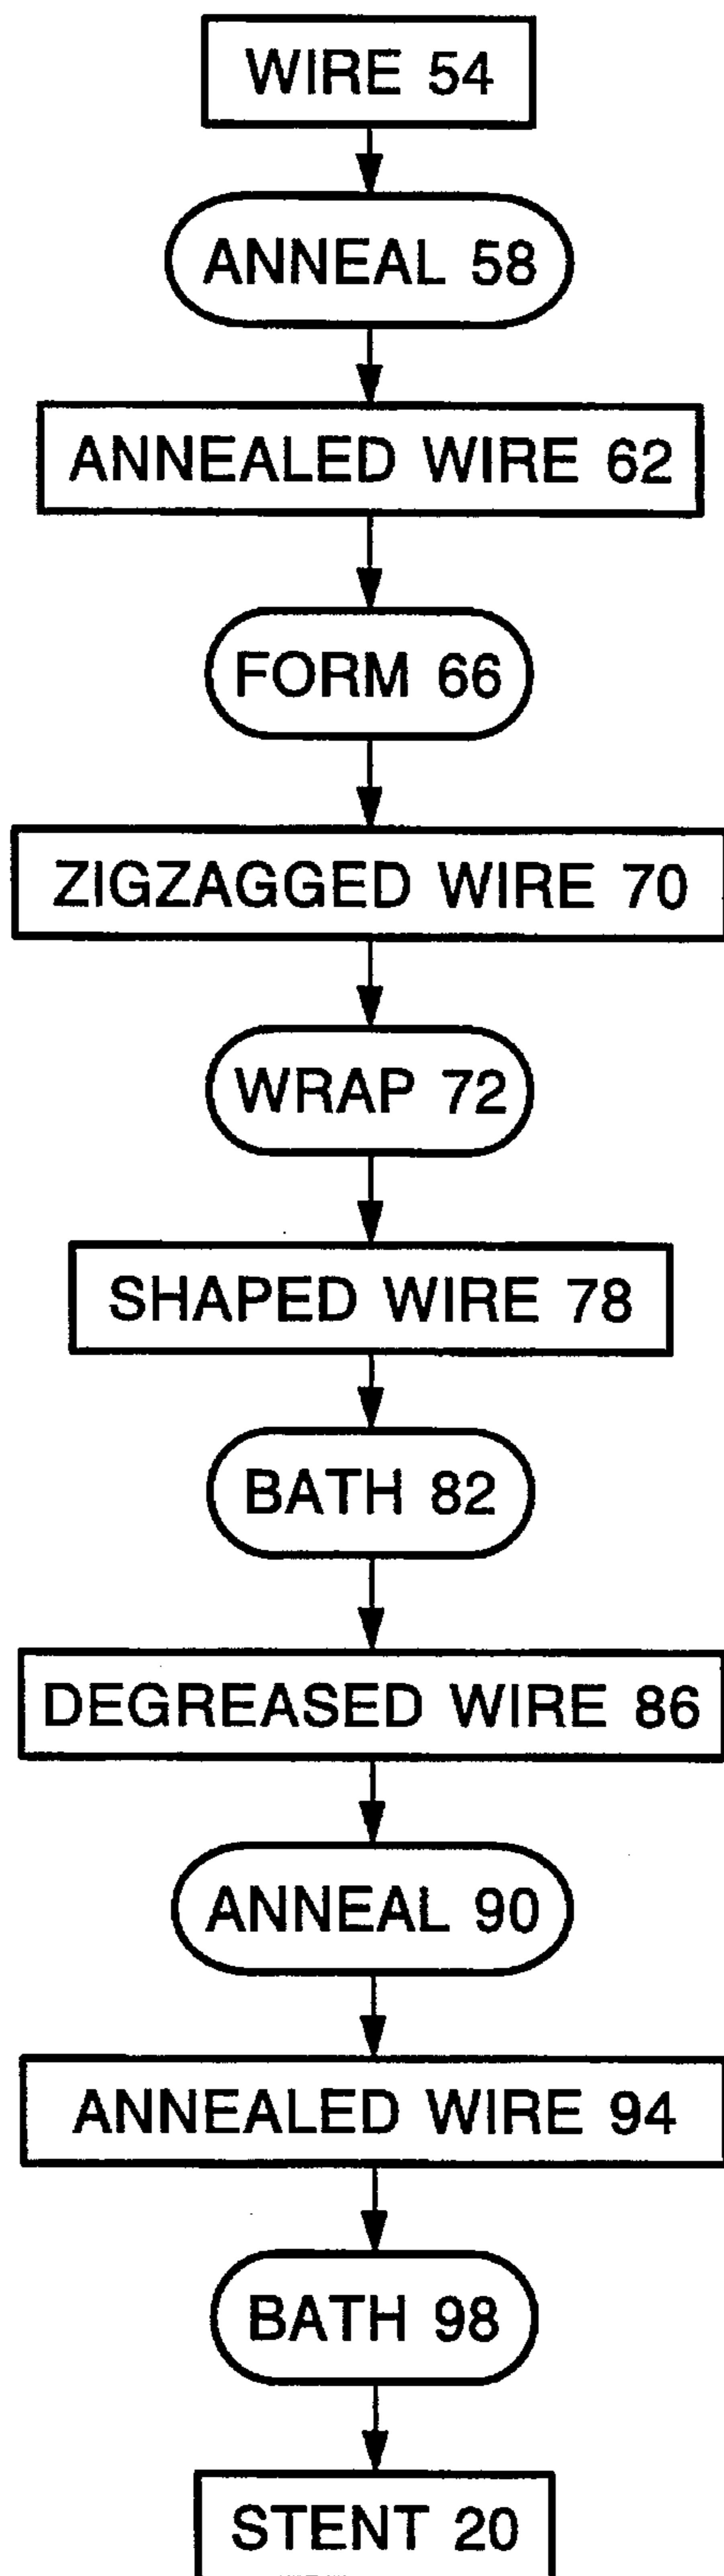 WIRE 54
ANNEAL 58
ANNEALED WIRE 62
FORM 66
ZIGZAGGED WIRE 70
WRAP 72
SHAPED WIRE 78
BATH 82
DEGREASED WIRE 86
ANNEAL 90
ANNEALED WIRE 94
BATH 98
STENT 20